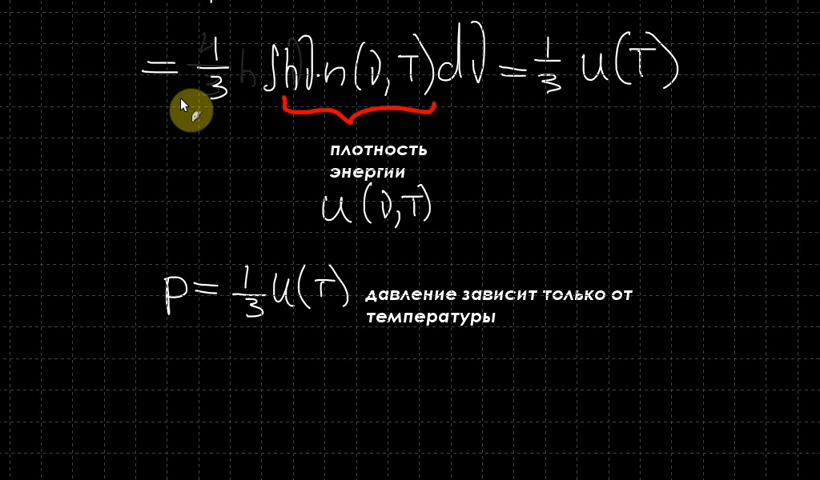 = 1/3 ∫hν·n(ν,T)dν = 1/3 u(T)
плотность
энергии
u(ν,T)
p = 1/3 u(T) давление зависит только от
температуры